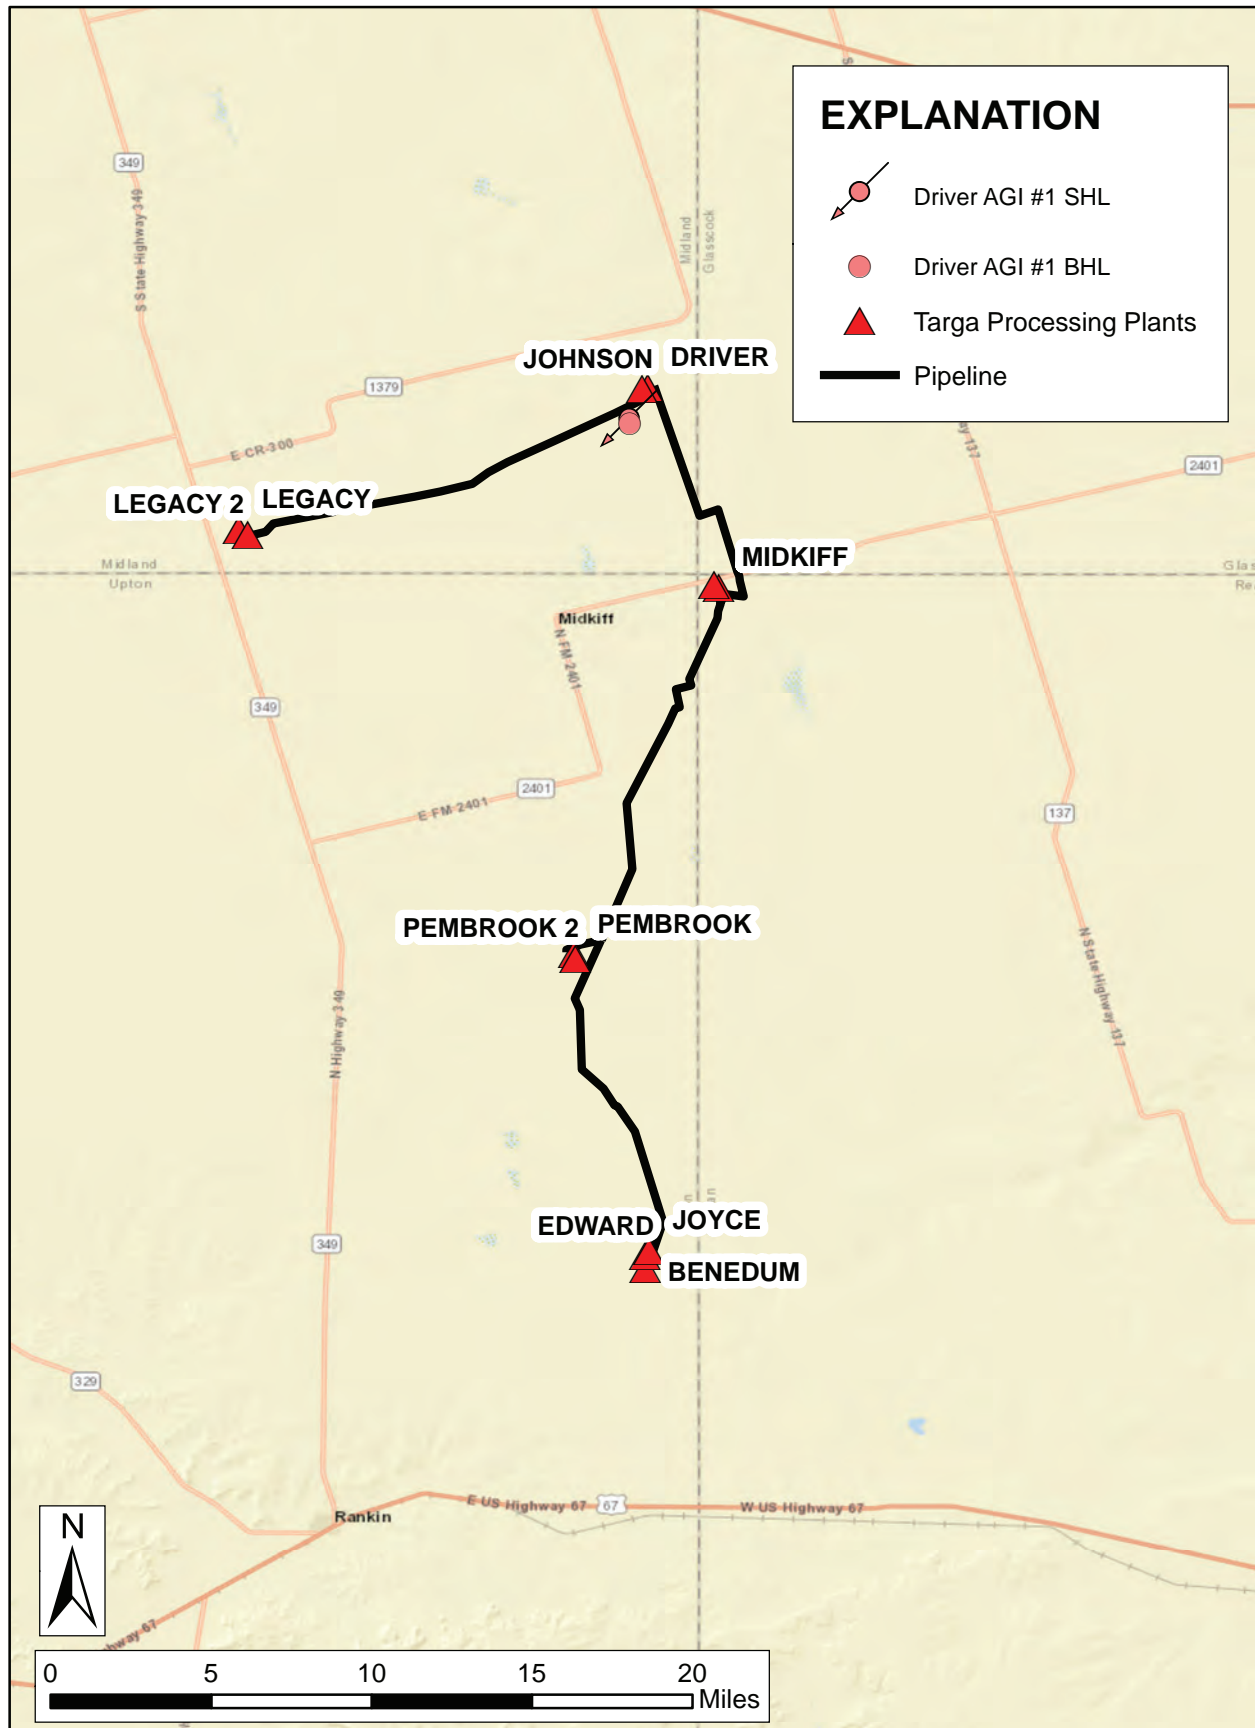 EXPLANATION
Driver AGI #1 SHL
Driver AGI #1 BHL
Targa Processing Plants
Pipeline
349
S State Highway 349
Midland
Glasscock
JOHNSON
DRIVER
1379
E CR-300
2401
LEGACY 2
LEGACY
MIDKIFF
Midland
Upton
Midkiff
N FM 2401
349
2401
E FM 2401
137
PEMBROOK 2
PEMBROOK
N State Highway 137
N Highway 349
EDWARD
JOYCE
BENEDUM
349
329
E US Highway 67
67
W US Highway 67
Rankin
N
0 5 10 15 20
Miles